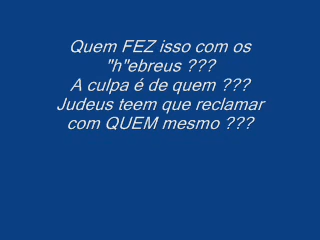 Quem FEZ isso com os
"h"ebreus ???
A culpa é de quem ???
Judeus teem que reclamar
com QUEM mesmo ???